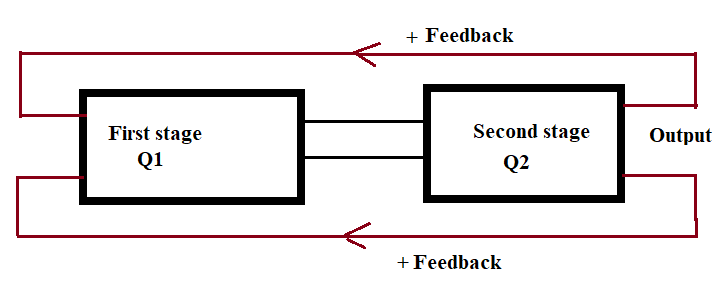 + Feedback
First stage
Q1
Second stage
Q2
Output
+ Feedback